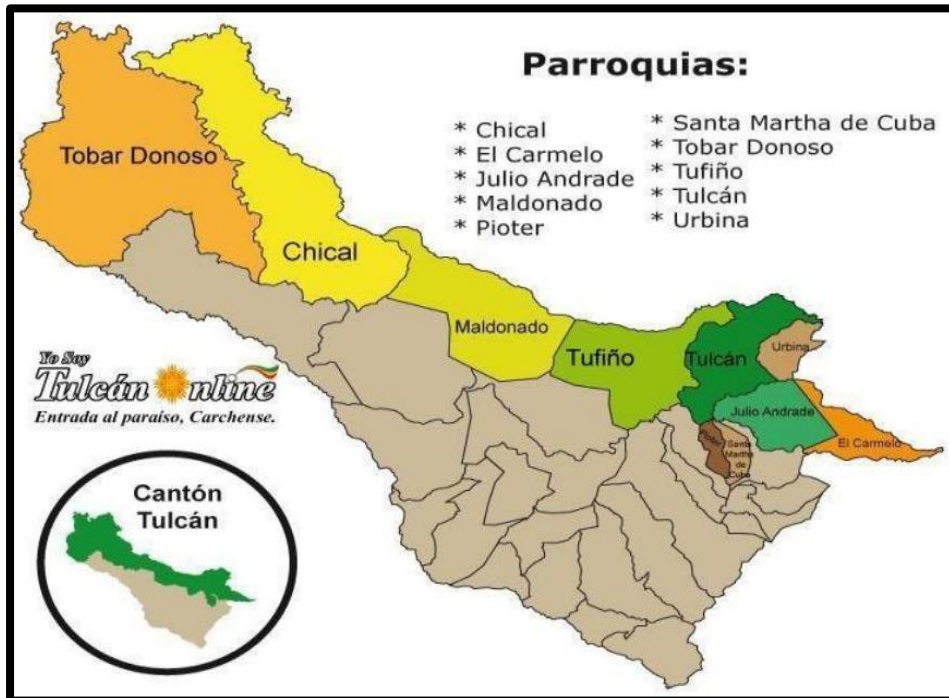 Parroquias:
* Chical
* El Carmelo
* Julio Andrade
* Maldonado
* Pioter
* Santa Martha de Cuba
* Tobar Donoso
* Tufiño
* Tulcán
* Urbina
Tobar Donoso
Chical
Maldonado
Tufiño
Tulcán
Urbina
Julio Andrade
El Carmelo
Pioter
Santa
Martha
de
Cuba
Yo Soy
Tulcán Online
Entrada al paraíso, Carchense.
Cantón
Tulcán